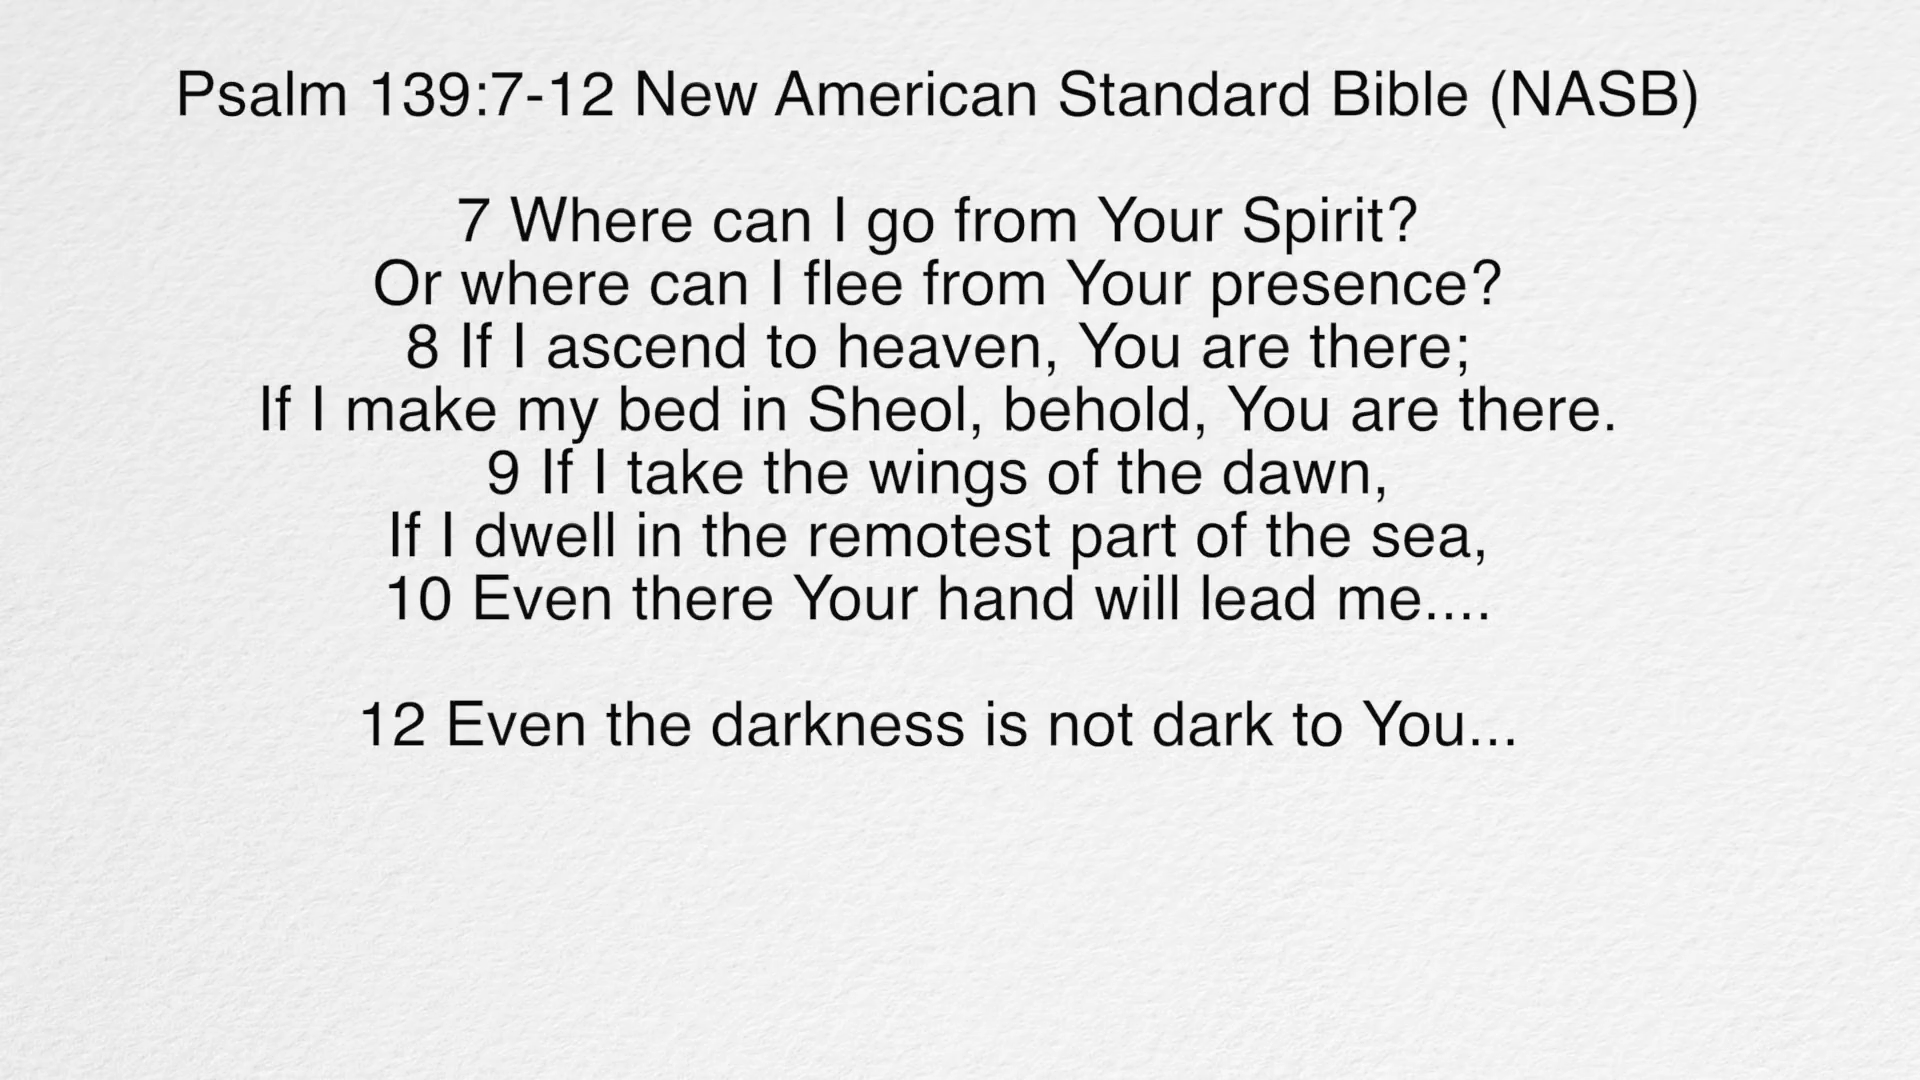 Psalm 139:7-12 New American Standard Bible (NASB)
7 Where can I go from Your Spirit?
Or where can I flee from Your presence?
8 If I ascend to heaven, You are there;
If I make my bed in Sheol, behold, You are there.
9 If I take the wings of the dawn,
If I dwell in the remotest part of the sea,
10 Even there Your hand will lead me....
12 Even the darkness is not dark to You...